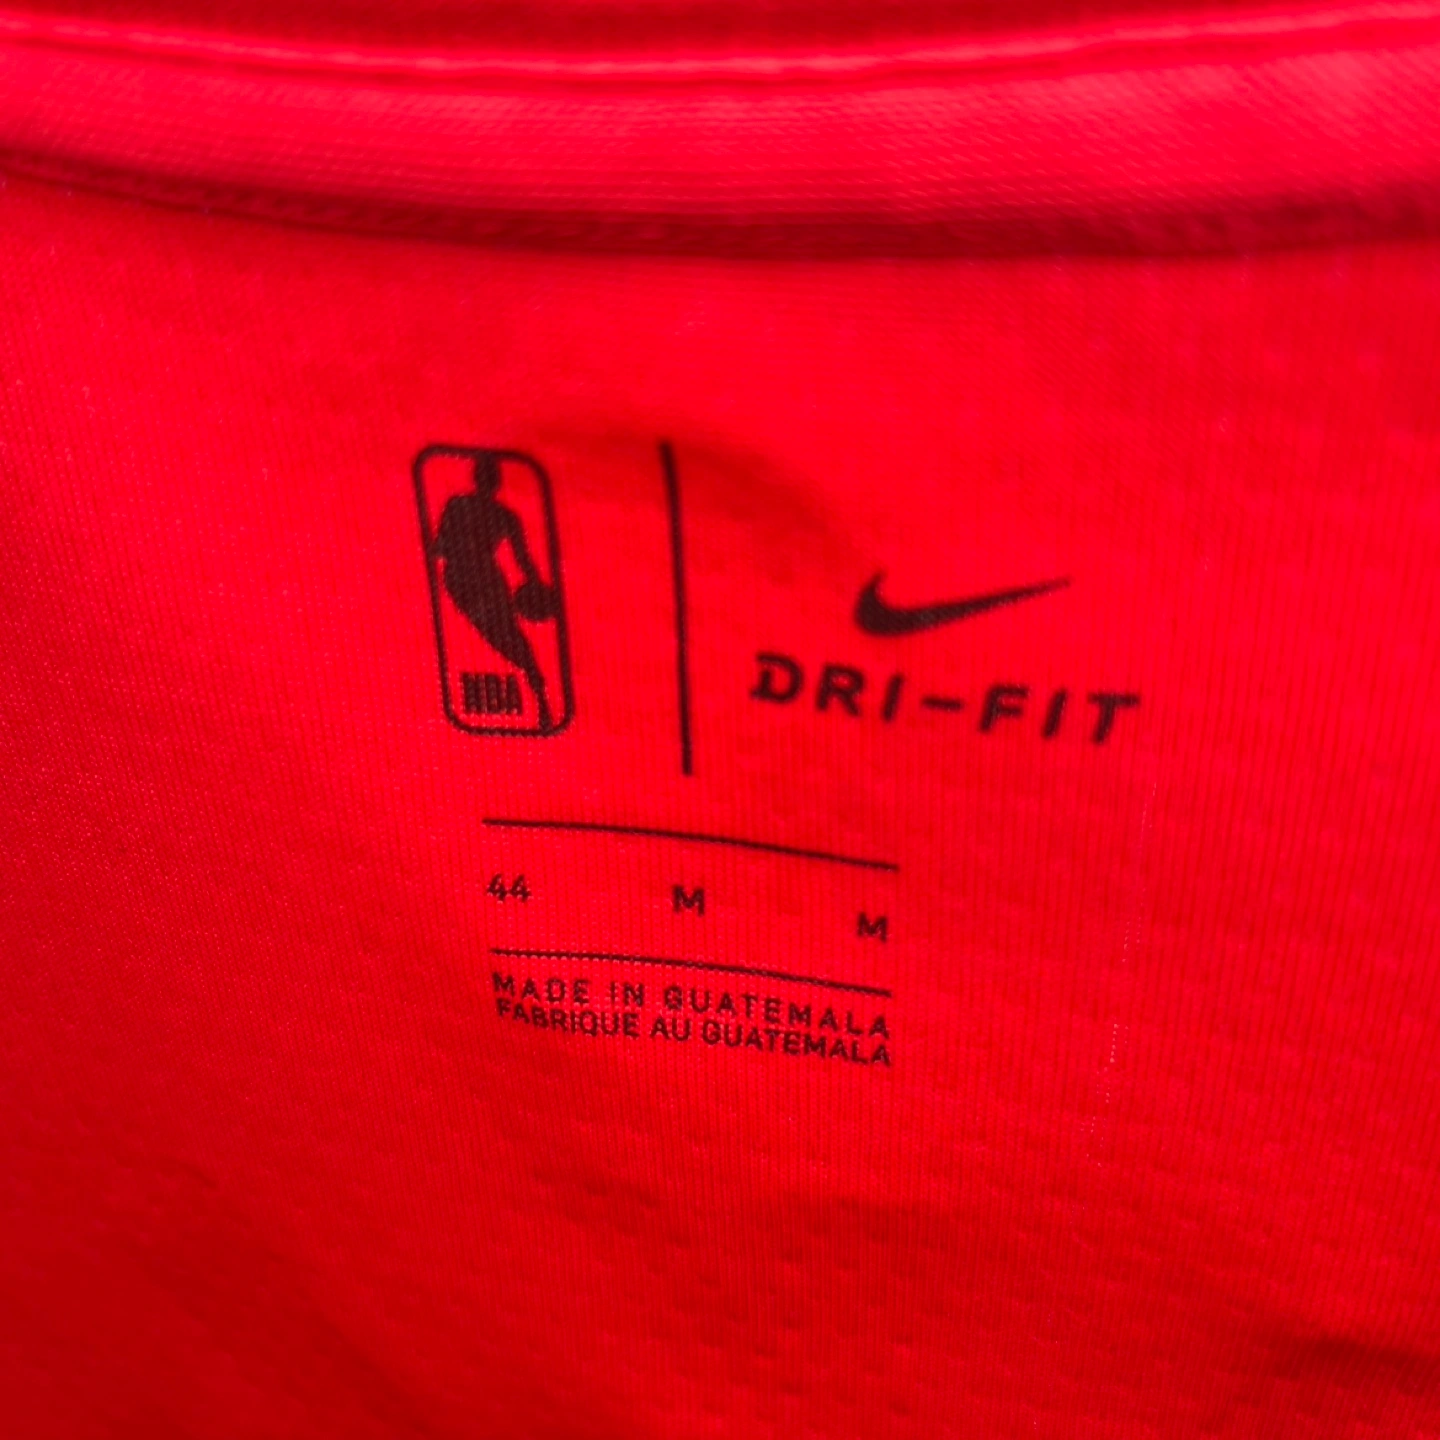 NBA
DRI-FIT
44 M M
MADE IN GUATEMALA
FABRIQUE AU GUATEMALA